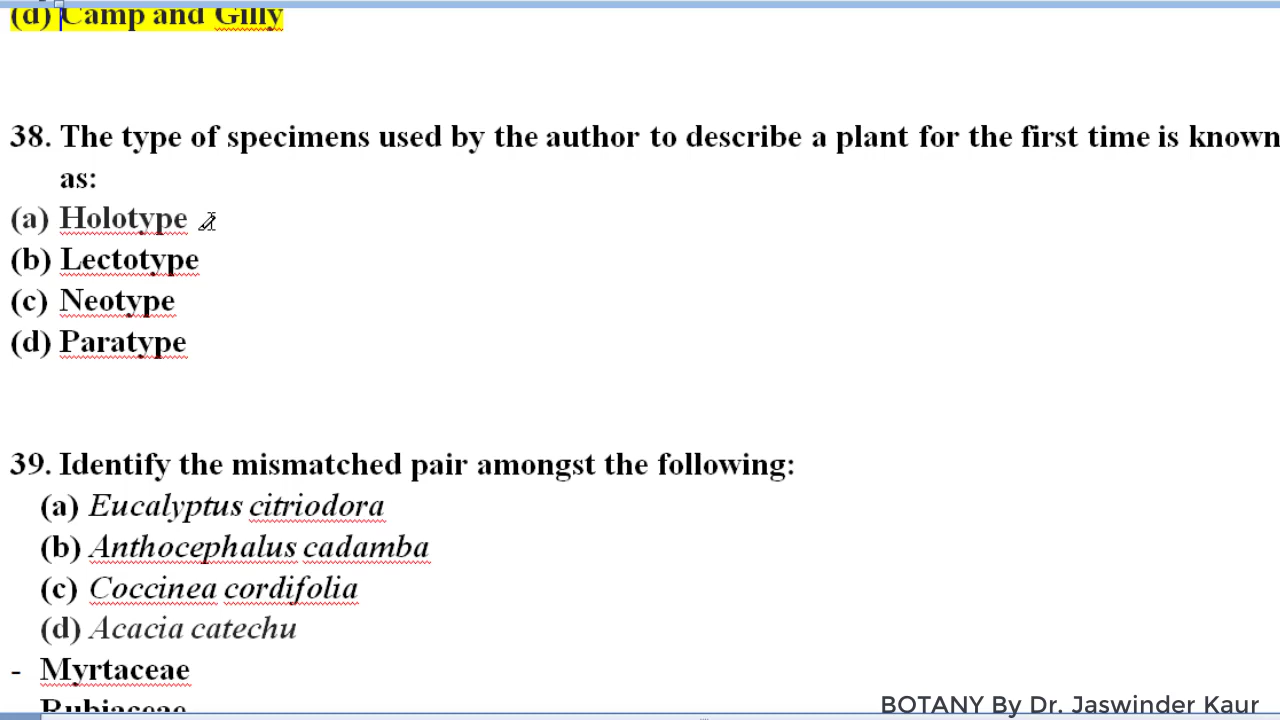 (d) Camp and Gilly
38. The type of specimens used by the author to describe a plant for the first time is known
as:
(a) Holotype
(b) Lectotype
(c) Neotype
(d) Paratype
39. Identify the mismatched pair amongst the following:
(a) Eucalyptus citriodora
(b) Anthocephalus cadamba
(c) Coccinea cordifolia
(d) Acacia catechu
- Myrtaceae
Rubiaceae
BOTANY By Dr. Jaswinder Kaur